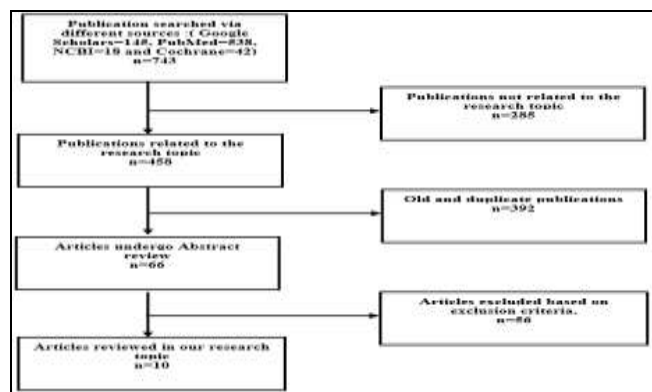 Publication searched via
different sources :( Google
Scholars=145, PubMed=538,
NCBI=18 and Cochrane=42)
n=743
Publications not related to the
research topic
n=285
Publications related to the
research topic
n=458
Old and duplicate publications
n=392
Articles undergo Abstract
review
n=66
Articles excluded based on
exclusion criteria.
n=56
Articles reviewed in our research
topic
n=10